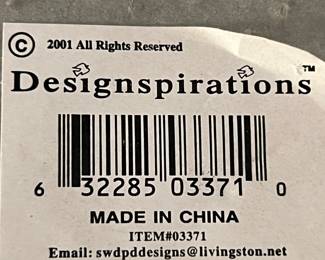 © 2001 All Rights Reserved
Designspirations™
6 32285 03371 0
MADE IN CHINA
ITEM#03371
Email: swdpddesigns@livingston.net